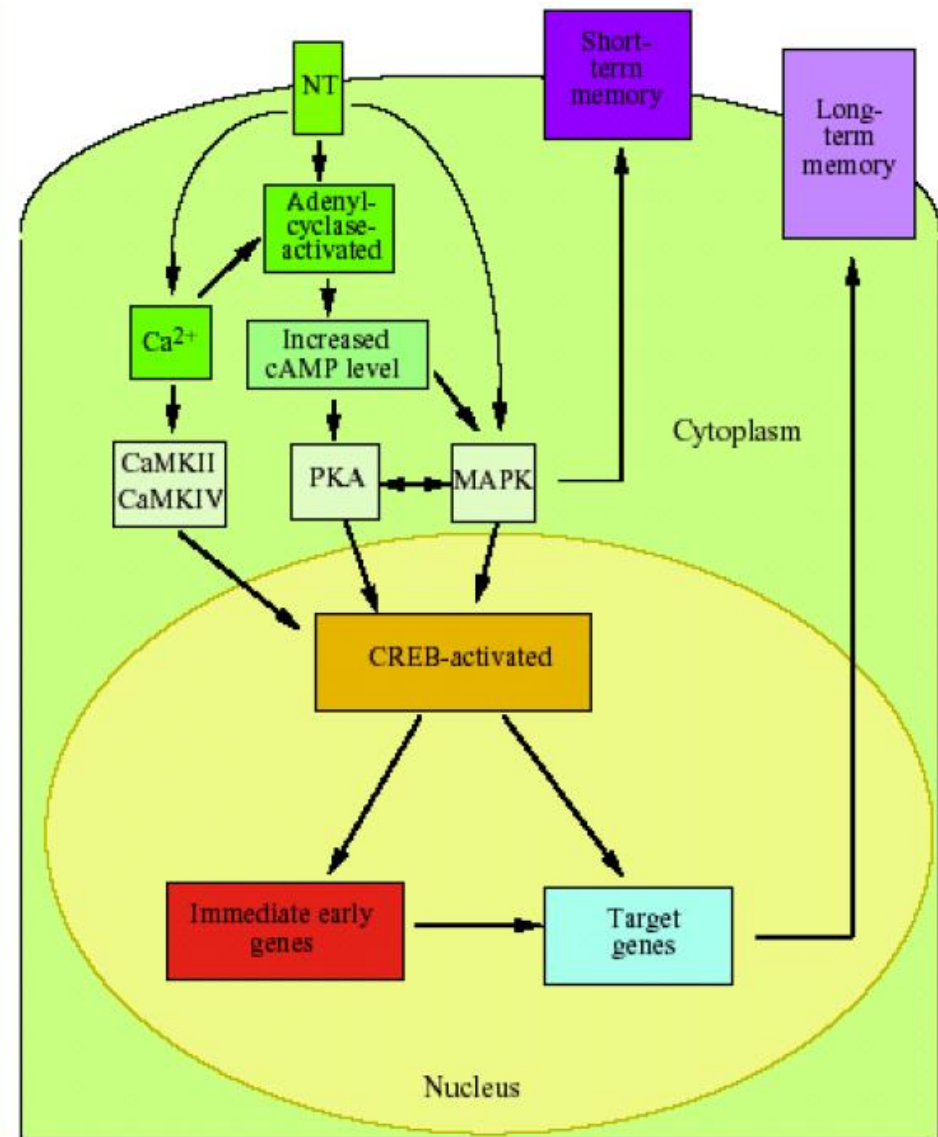 NT
Short-
term
memory
Long-
term
memory
Adenyl-
cyclase-
activated
Ca2+
Increased
cAMP level
CaMKII
CaMKIV
PKA
MAPK
Cytoplasm
CREB-activated
Immediate early
genes
Target
genes
Nucleus